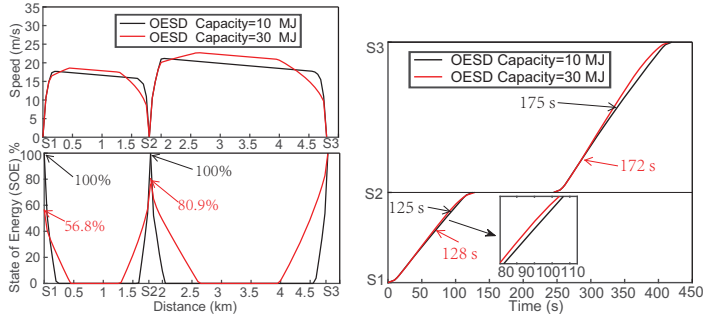 Speed (m/s)
35
30
25
20
15
10
5
0
OESD Capacity=10 MJ
OESD Capacity=30 MJ
S1 0.5 1 1.5 S2 2 2.5 3 3.5 4 4.5 S3
State of Energy (SOE) %
100
80
60
40
20
0
100%
100%
56.8%
80.9%
S1 0.5 1 1.5 S22 2.5 3 3.5 4 4.5 S3
Distance (km)
S3
S2
S1
OESD Capacity=10 MJ
OESD Capacity=30 MJ
175 s
172 s
125 s
128 s
80 90 100 110
0 50 100 150 200 250 300 350 400 450
Time (s)